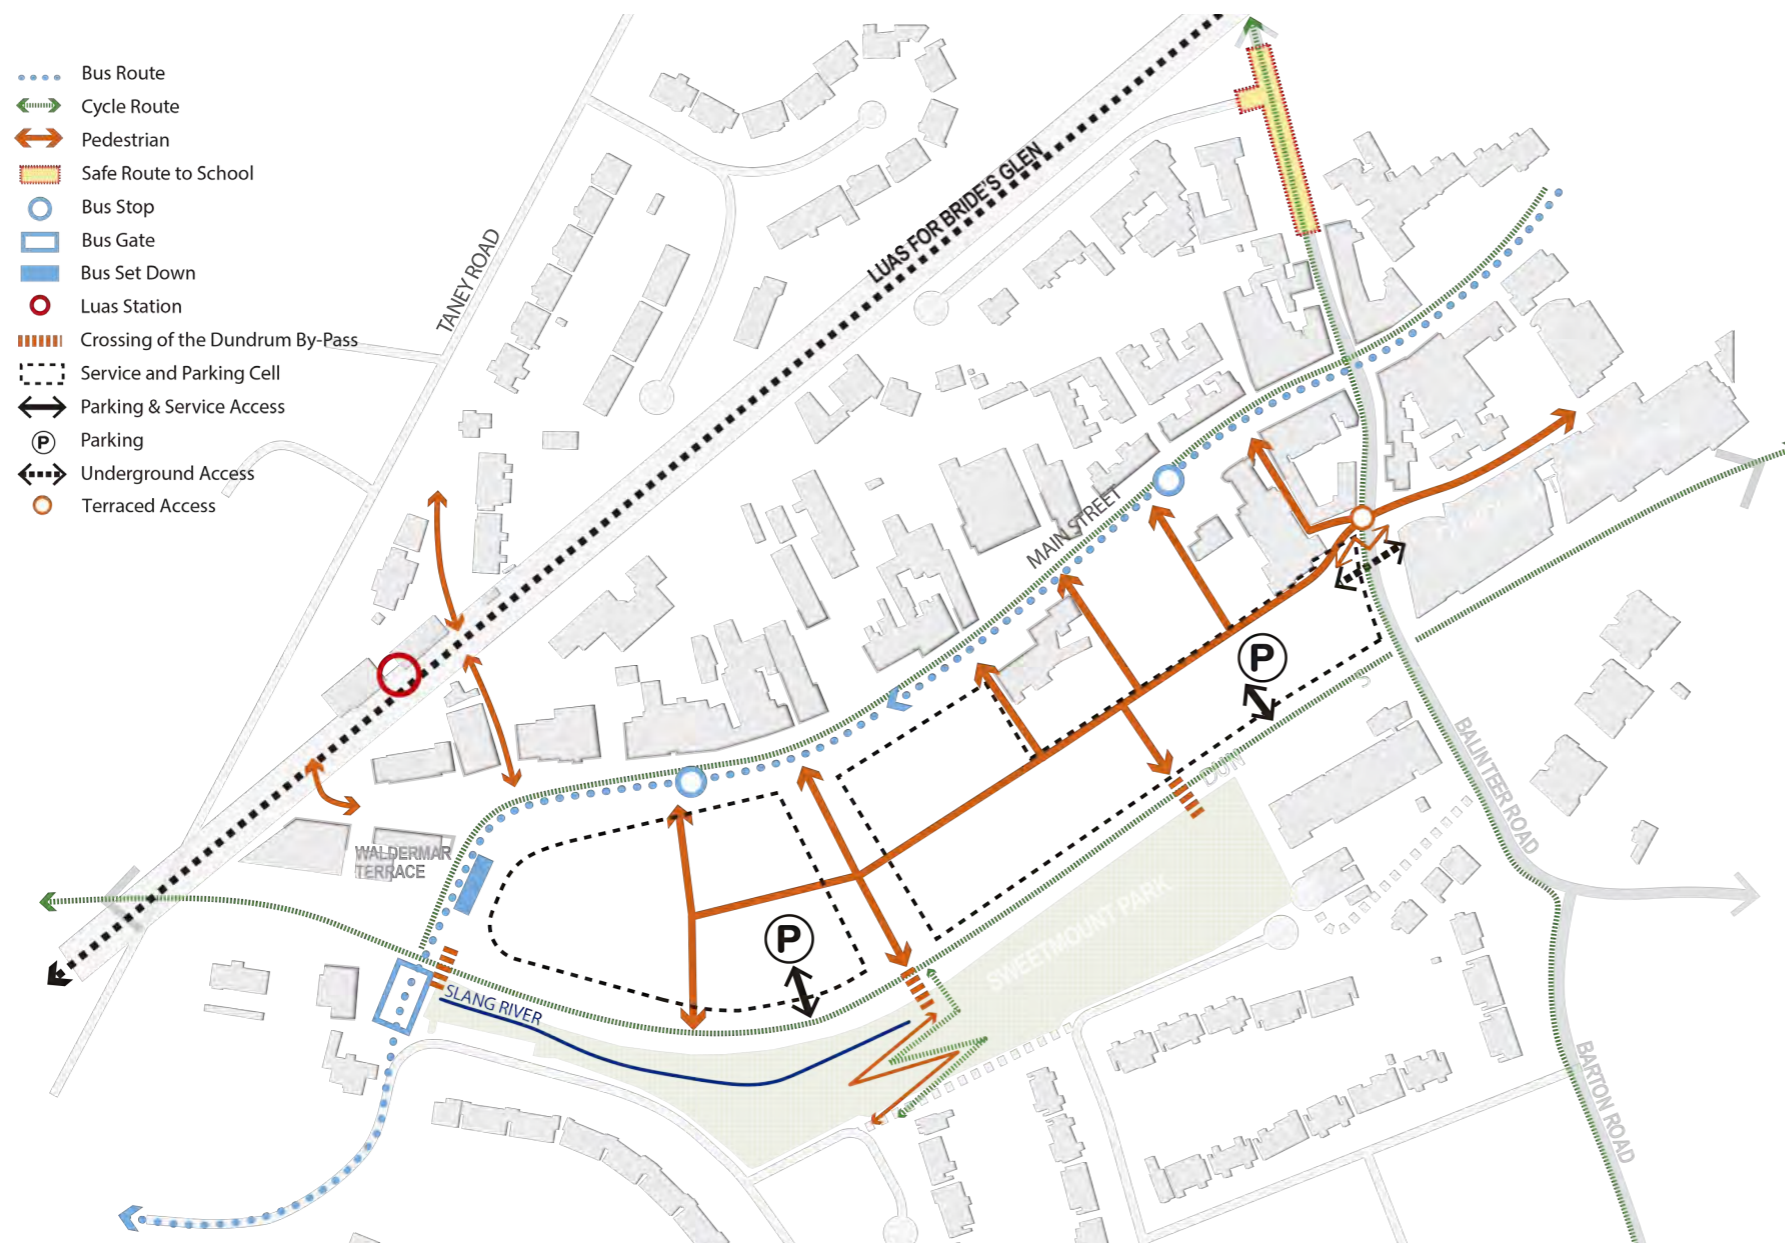 Bus Route
Cycle Route
Pedestrian
Safe Route to School
Bus Stop
Bus Gate
Bus Set Down
Luas Station
Crossing of the Dundrum By-Pass
Service and Parking Cell
Parking & Service Access
P Parking
Underground Access
Terraced Access
TANEY ROAD
LUAS FOR BRIDE'S GLEN
MAIN STREET
P
DUN
BALINTEER ROAD
WALDERMAR
TERRACE
P
SWEETMOUNT PARK
SLANG RIVER
BARTON ROAD